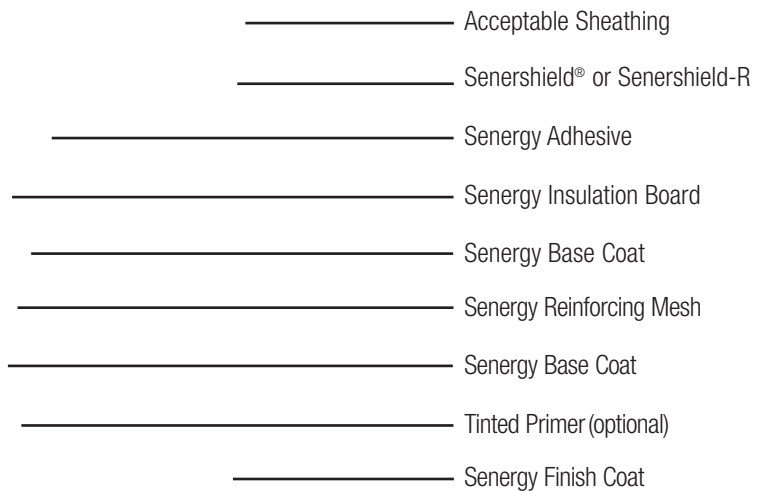 Acceptable Sheathing
Senershield® or Senershield-R
Senergy Adhesive
Senergy Insulation Board
Senergy Base Coat
Senergy Reinforcing Mesh
Senergy Base Coat
Tinted Primer (optional)
Senergy Finish Coat